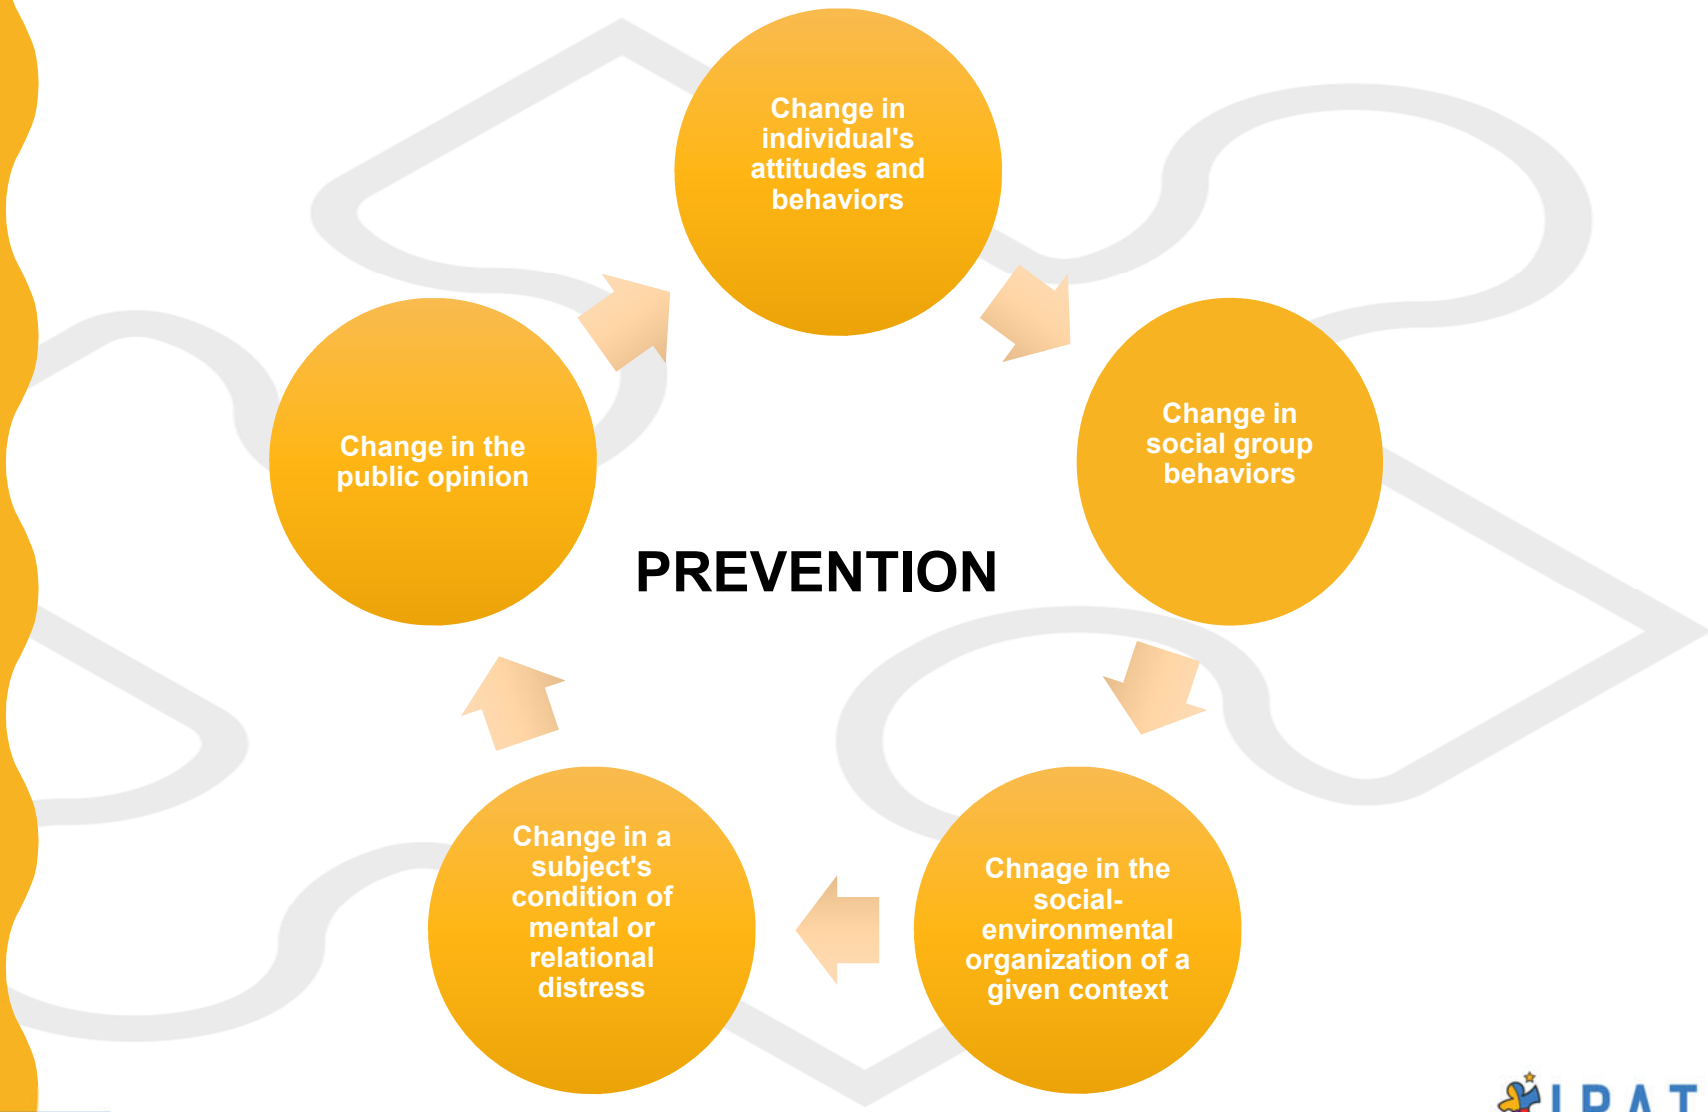 Change in
individual's
attitudes and
behaviors
Change in
social group
behaviors
Change in the
public opinion
PREVENTION
Change in a
subject's
condition of
mental or
relational
distress
Chnage in the
social-
environmental
organization of a
given context